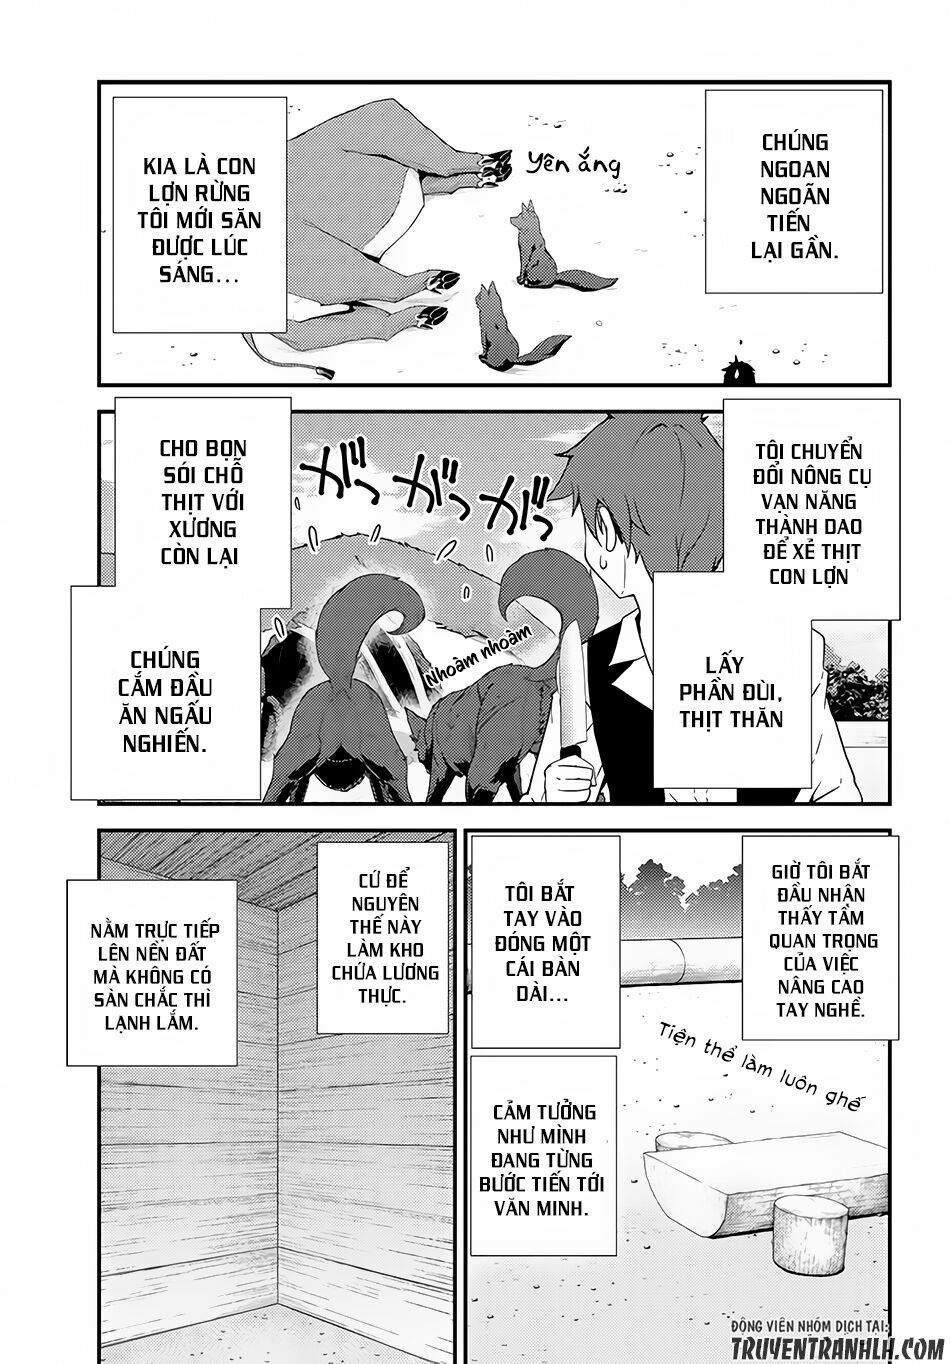 CHÚNG
NGOAN
NGOÃN
TIẾN
LẠI GẦN.
Yên ắng
KIA LÀ CON
LỢN RỪNG
TÔI MỚI SĂN
ĐƯỢC LÚC
SÁNG...
TÔI CHUYỂN
ĐỔI NÔNG CỤ
VẠN NĂNG
THÀNH DAO
ĐỂ XẺ THỊT
CON LỢN
LẤY
PHẦN ĐÙI,
THỊT THĂN
ガッガッガッ
Nhoàm nhoàm
CHO BỌN
SÓI CHỖ
THỊT VỚI
XƯƠNG
CÒN LẠI
CHÚNG
CẮM ĐẦU
ĂN NGẤU
NGHIẾN.
GIỜ TÔI BẮT
ĐẦU NHẬN
THẤY TẦM
QUAN TRỌNG
CỦA VIỆC
NÂNG CAO
TAY NGHỀ.
TÔI BẮT
TAY VÀO
ĐÓNG MỘT
CÁI BÀN
DÀI...
Tiện thể làm luôn ghế
CẢM TƯỞNG
NHƯ MÌNH
ĐANG TỪNG
BƯỚC TIẾN TỚI
VĂN MINH.
CỨ ĐỂ
NGUYÊN
THẾ NÀY
LÀM KHO
CHỨA LƯƠNG
THỰC.
NẰM TRỰC TIẾP
LÊN NỀN ĐẤT
MÀ KHÔNG CÓ
SÀN CHẮC THÌ
LẠNH LẮM.
ĐỘNG VIÊN NHÓM DỊCH TẠI:
TRUYENTRANHLH.COM